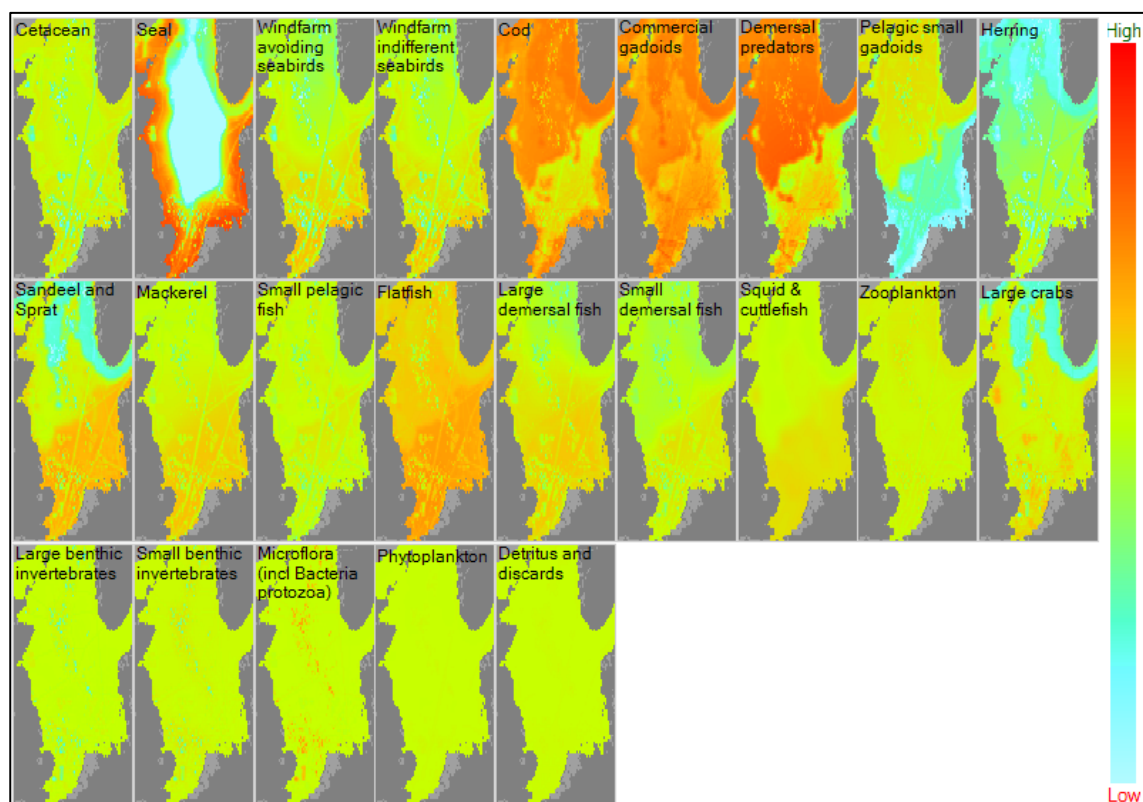 Cetacean
Seal
Windfarm
avoiding
seabirds
Windfarm
indifferent
seabirds
Cod
Commercial
gadoids
Demersal
predators
Pelagic small
gadoids
Herring
High
Sandeel and
Sprat
Mackerel
Small pelagic
fish
Flatfish
Large
demersal fish
Small
demersal fish
Squid &
cuttlefish
Zooplankton
Large crabs
Large benthic
invertebrates
Small benthic
invertebrates
Microflora
(incl Bacteria
protozoa)
Phytoplankton
Detritus and
discards
Low